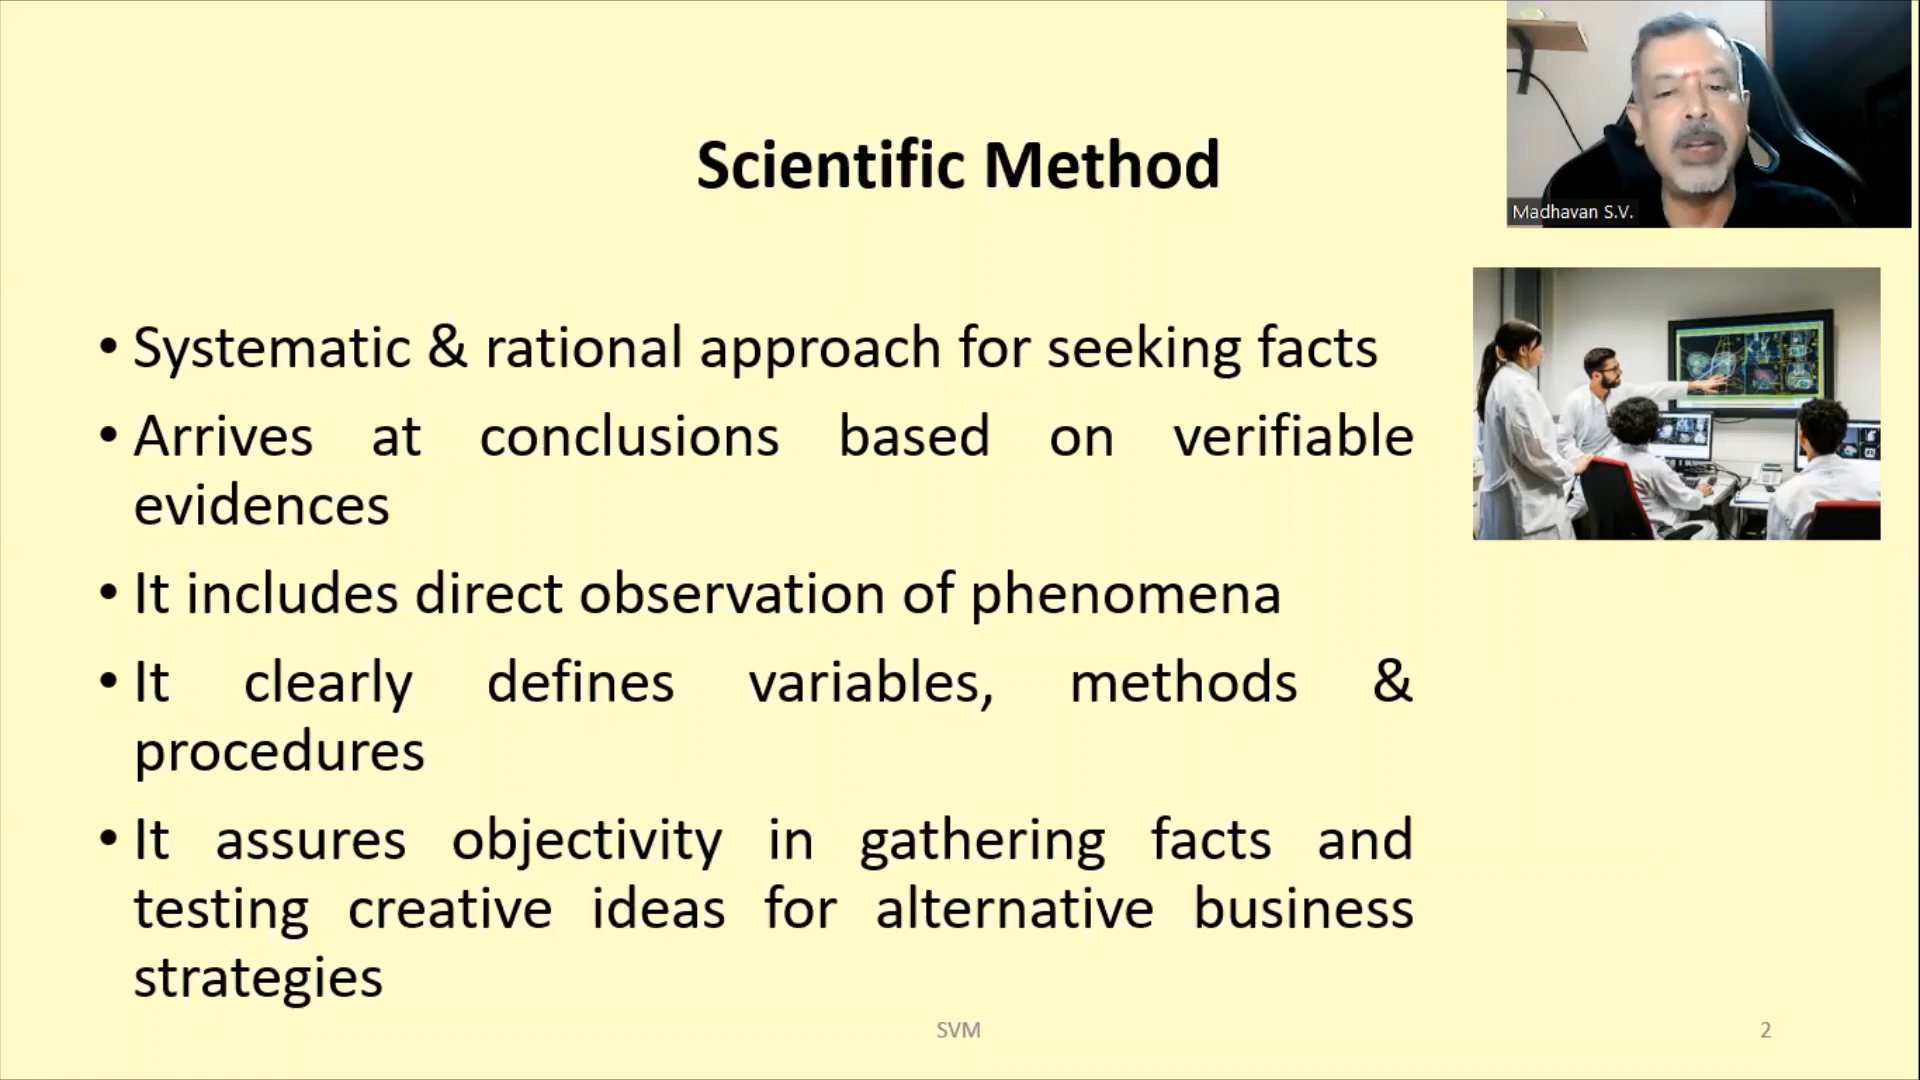 Scientific Method
Madhavan S.V.
• Systematic & rational approach for seeking facts
• Arrives at conclusions based on verifiable
evidences
• It includes direct observation of phenomena
• It clearly defines variables, methods &
procedures
• It assures objectivity in gathering facts and
testing creative ideas for alternative business
strategies
SVM
2